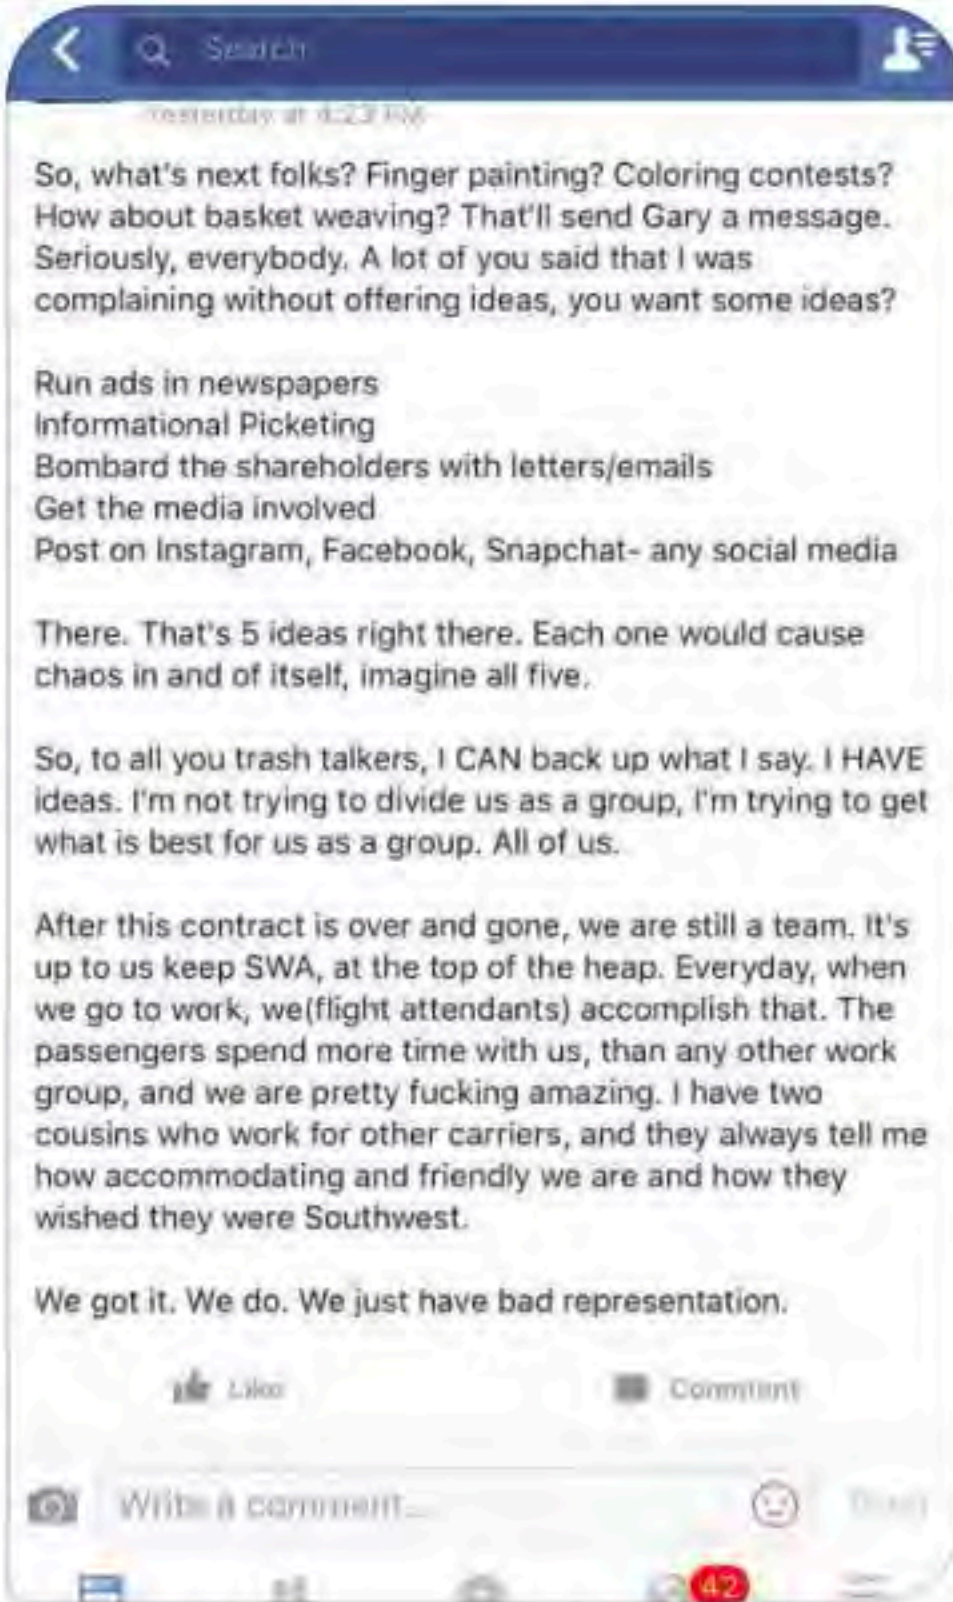 Search
Yesterday at 4:23 PM
So, what's next folks? Finger painting? Coloring contests?
How about basket weaving? That'll send Gary a message.
Seriously, everybody. A lot of you said that I was
complaining without offering ideas, you want some ideas?
Run ads in newspapers
Informational Picketing
Bombard the shareholders with letters/emails
Get the media involved
Post on Instagram, Facebook, Snapchat- any social media
There. That's 5 ideas right there. Each one would cause
chaos in and of itself, imagine all five.
So, to all you trash talkers, I CAN back up what I say. I HAVE
ideas. I'm not trying to divide us as a group, I'm trying to get
what is best for us as a group. All of us.
After this contract is over and gone, we are still a team. It's
up to us keep SWA, at the top of the heap. Everyday, when
we go to work, we(flight attendants) accomplish that. The
passengers spend more time with us, than any other work
group, and we are pretty fucking amazing. I have two
cousins who work for other carriers, and they always tell me
how accommodating and friendly we are and how they
wished they were Southwest.
We got it. We do. We just have bad representation.
Like Comment
Write a comment...
42